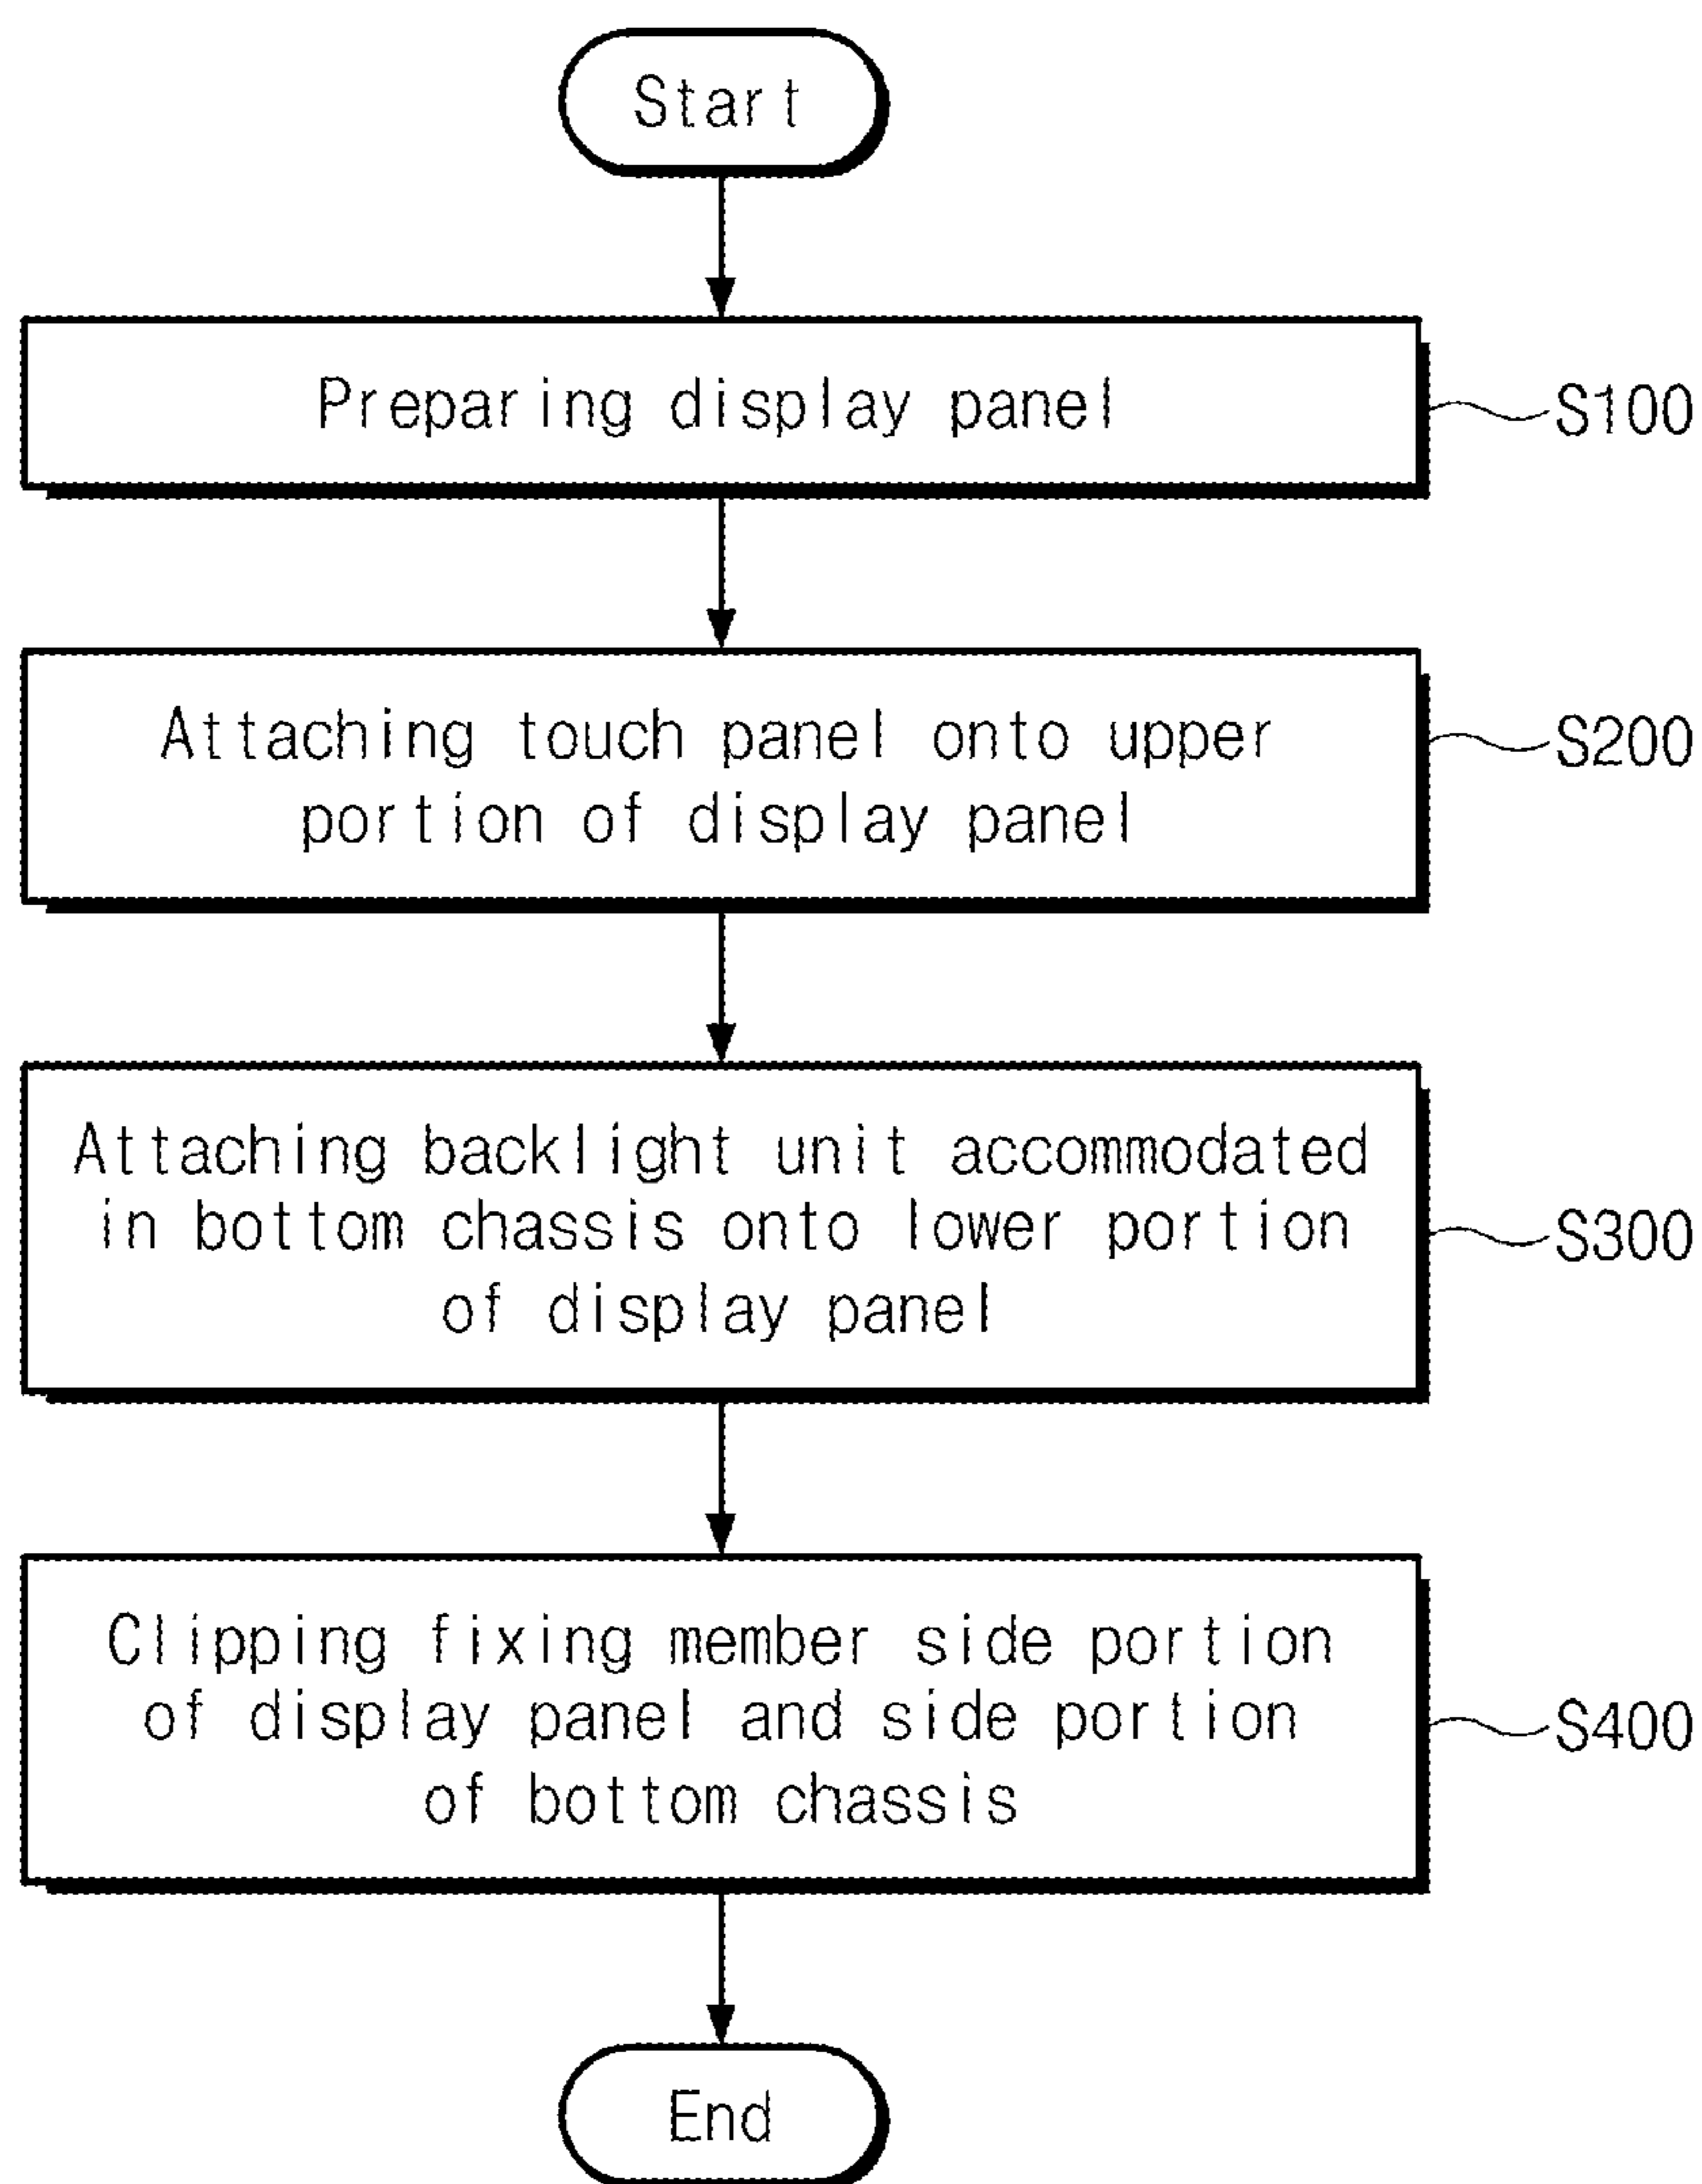 Start
Preparing display panel
S100
Attaching touch panel onto upper
portion of display panel
S200
Attaching backlight unit accommodated
in bottom chassis onto lower portion
of display panel
S300
Clipping fixing member side portion
of display panel and side portion
of bottom chassis
S400
End